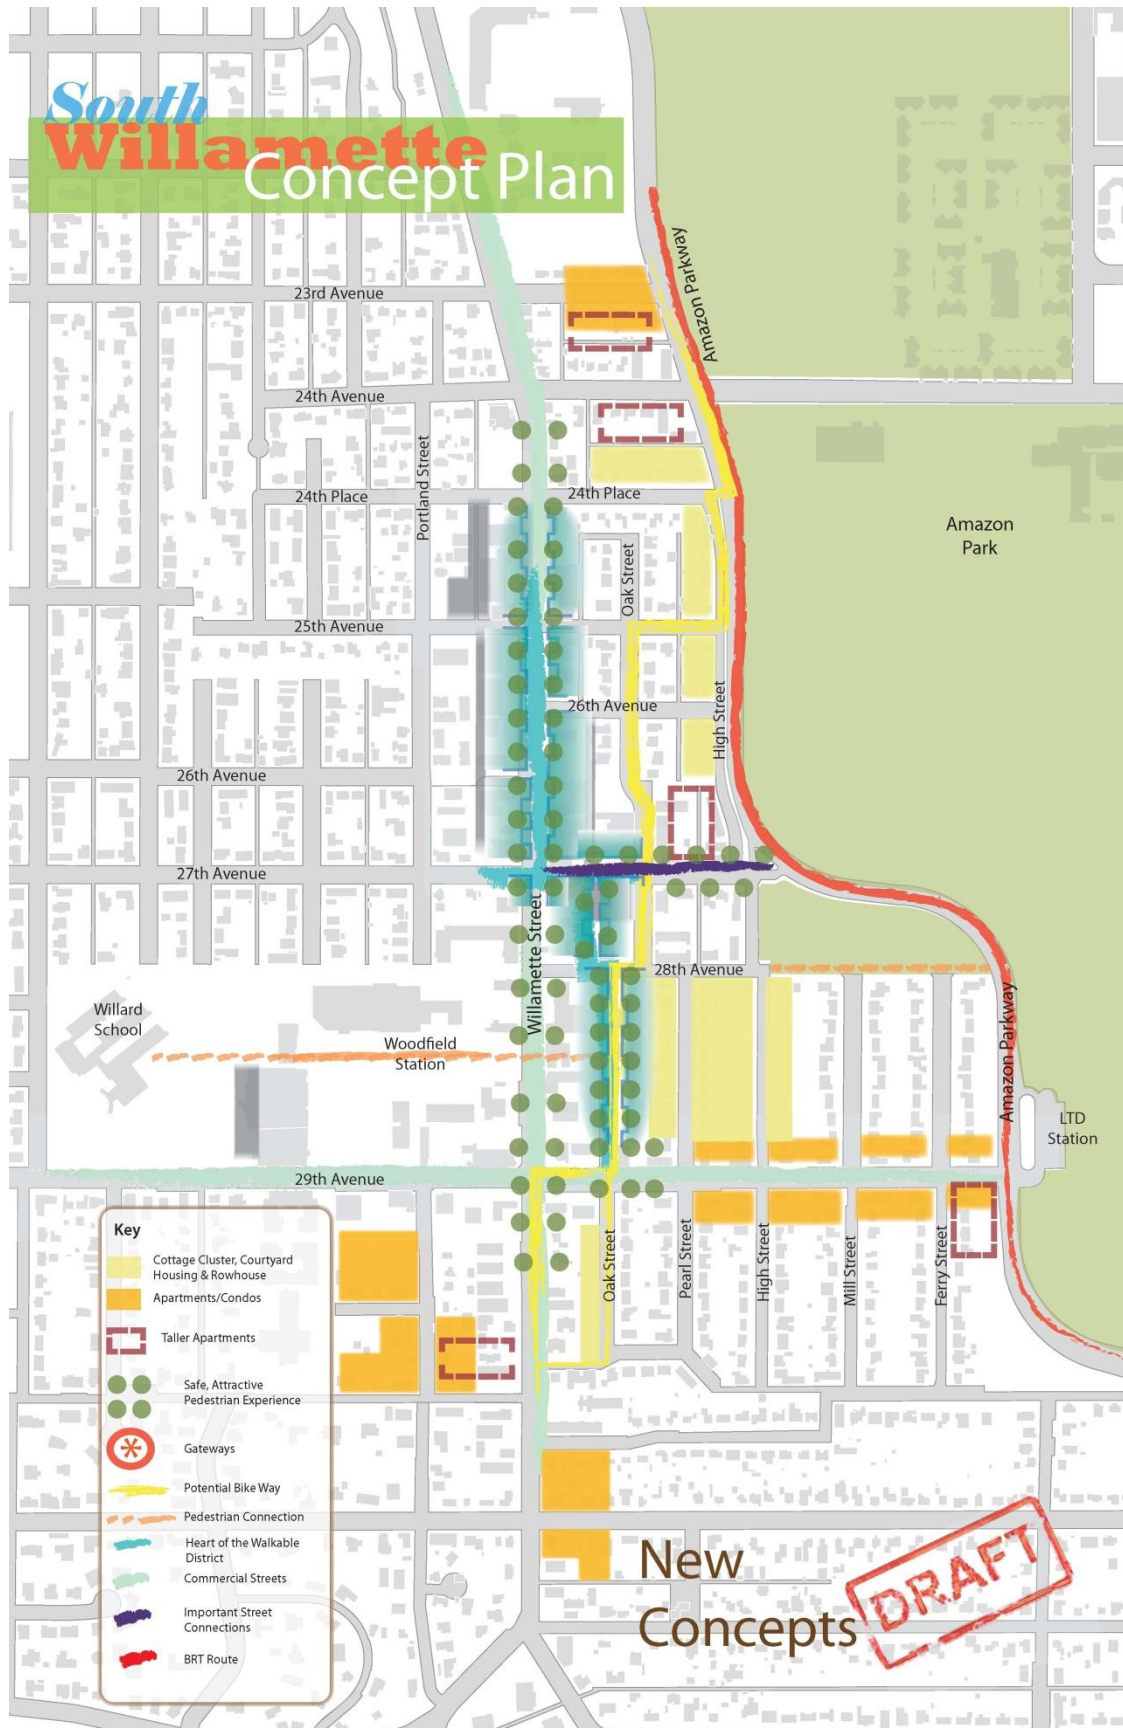 South
Willamette
Concept Plan
Amazon Parkway
23rd Avenue
24th Avenue
Portland Street
24th Place
24th Place
Amazon
Park
Oak Street
25th Avenue
26th Avenue
High Street
26th Avenue
27th Avenue
Willamette Street
28th Avenue
Willard
School
Woodfield
Station
Amazon Parkway
LTD
Station
29th Avenue
Oak Street
Pearl Street
High Street
Mill Street
Ferry Street
Key
Cottage Cluster, Courtyard
Housing & Rowhouse
Apartments/Condos
Taller Apartments
Safe, Attractive
Pedestrian Experience
Gateways
Potential Bike Way
Pedestrian Connection
Heart of the Walkable
District
Commercial Streets
Important Street
Connections
BRT Route
New
Concepts
DRAFT